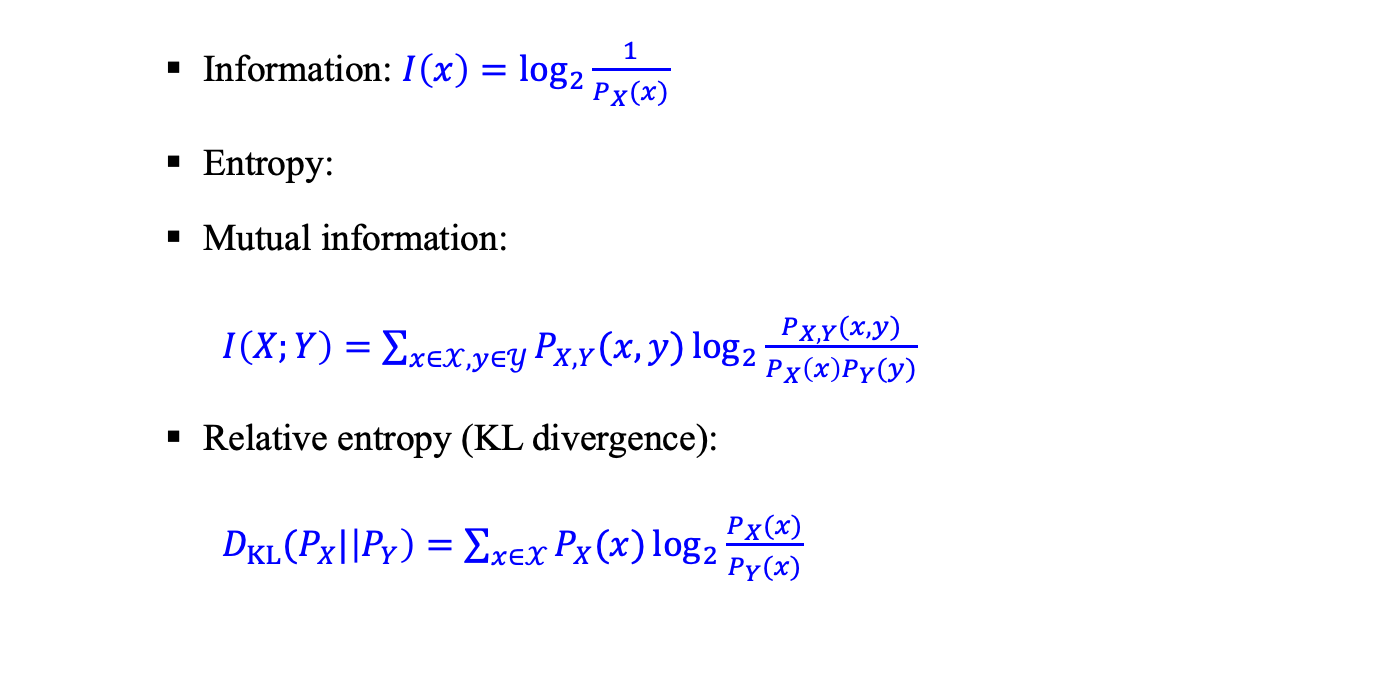 ▪ Information: I(x) = log₂ 1/P_X(x)
▪ Entropy:
▪ Mutual information:
I(X; Y) = ∑_{x∈𝒳,y∈𝒴} P_{X,Y}(x, y) log₂ P_{X,Y}(x,y)/P_X(x)P_Y(y)
▪ Relative entropy (KL divergence):
D_KL(P_X||P_Y) = ∑_{x∈𝒳} P_X(x) log₂ P_X(x)/P_Y(x)